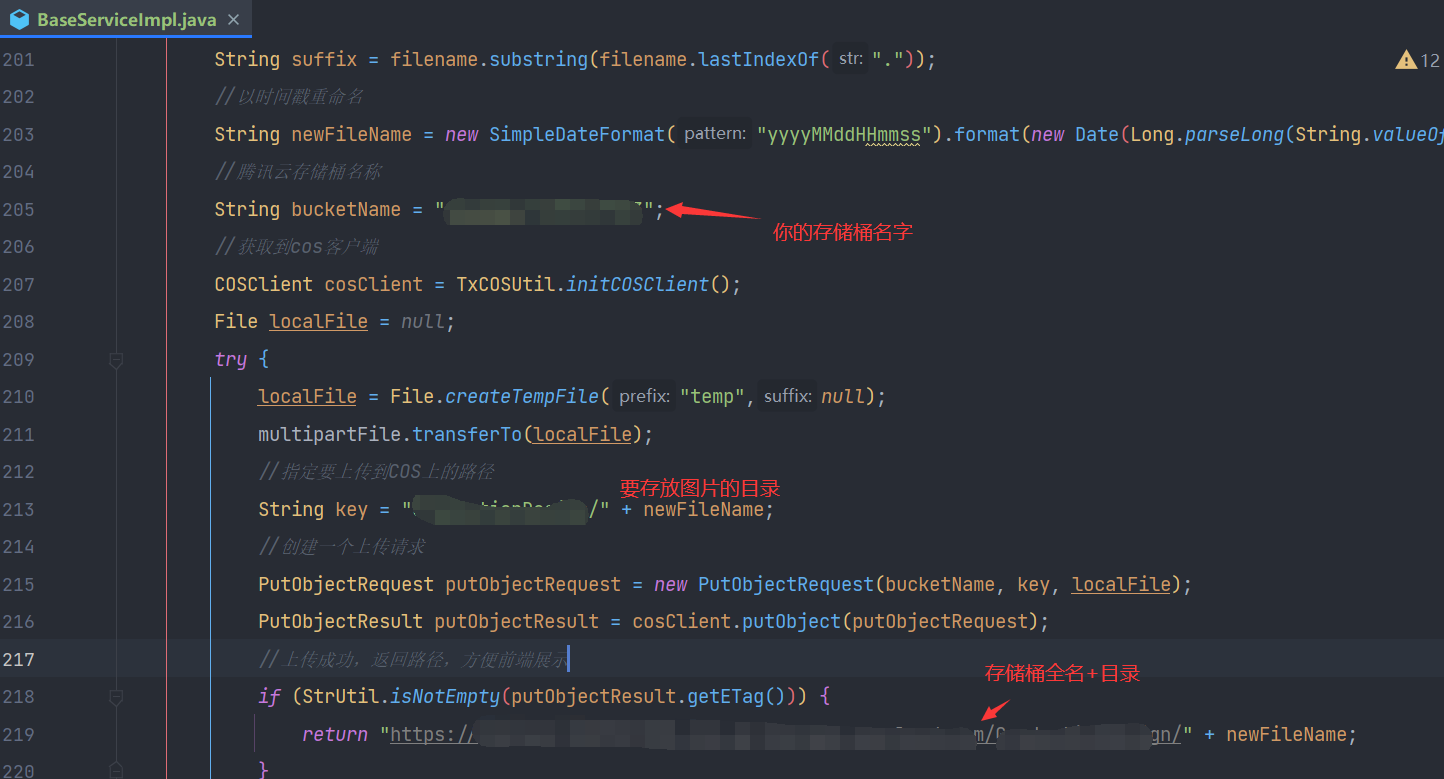 BaseServiceImpl.java
201 String suffix = filename.substring(filename.lastIndexOf( str: "."));
12
202 //以时间戳重命名
203 String newFileName = new SimpleDateFormat( pattern: "yyyyMMddHHmmss").format(new Date(Long.parseLong(String.valueOf
204 //腾讯云存储桶名称
205 String bucketName = " ";
你的存储桶名字
206 //获取到cos客户端
207 COSClient cosClient = TxCOSUtil.initCOSClient();
208 File localFile = null;
209 try {
210 localFile = File.createTempFile( prefix: "temp", suffix: null);
211 multipartFile.transferTo(localFile);
212 //指定要上传到COS上的路径
要存放图片的目录
213 String key = " /" + newFileName;
214 //创建一个上传请求
215 PutObjectRequest putObjectRequest = new PutObjectRequest(bucketName, key, localFile);
216 PutObjectResult putObjectResult = cosClient.putObject(putObjectRequest);
217 //上传成功，返回路径，方便前端展示
存储桶全名+目录
218 if (StrUtil.isNotEmpty(putObjectResult.getETag())) {
219 return "https:// gn/" + newFileName;
220 }